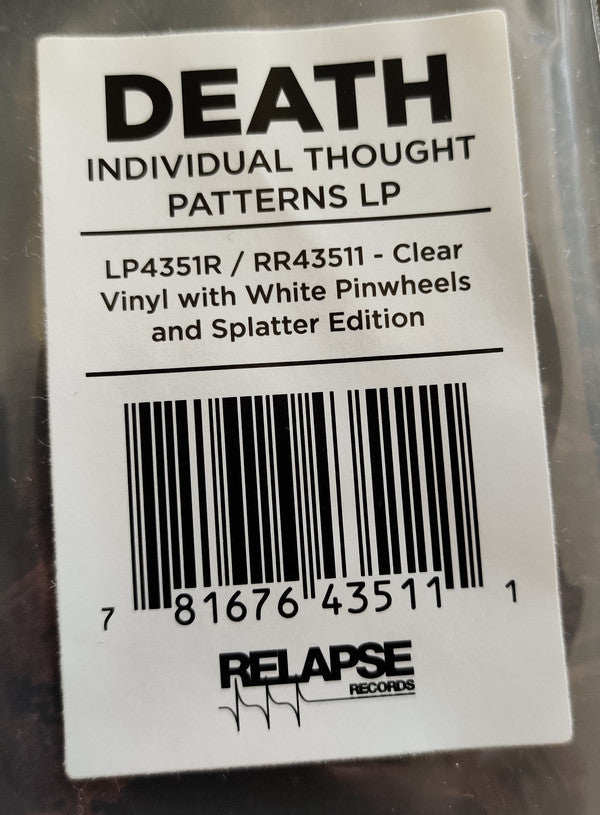 DEATH
INDIVIDUAL THOUGHT
PATTERNS LP
LP4351R / RR43511 - Clear
Vinyl with White Pinwheels
and Splatter Edition
7 81676 43511 1
RELAPSE
RECORDS